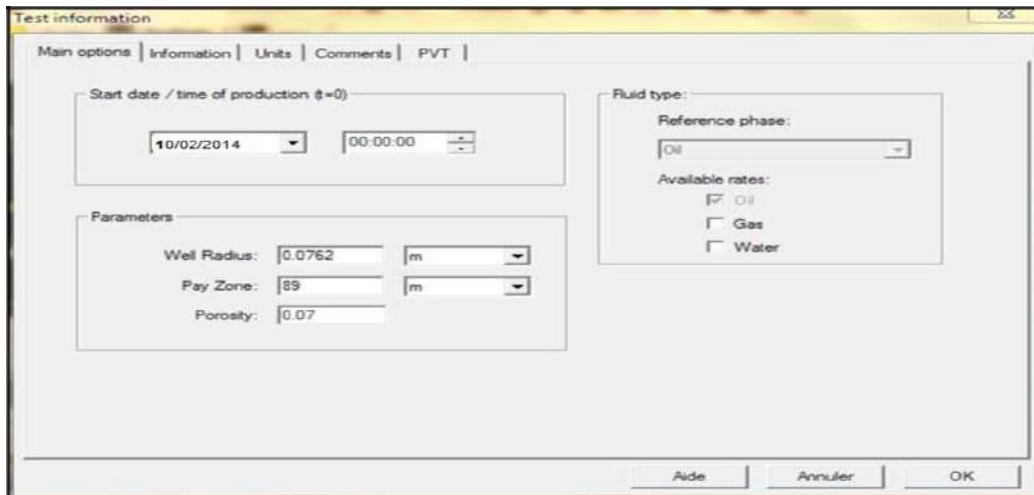 Test information
Main options Information Units Comments PVT
Start date / time of production (t=0)
10/02/2014 00:00:00
Parameters
Well Radius: 0.0762 m
Pay Zone: 89 m
Porosity: 0.07
Fluid type:
Reference phase:
Oil
Available rates:
Oil
Gas
Water
Aide Annuler OK